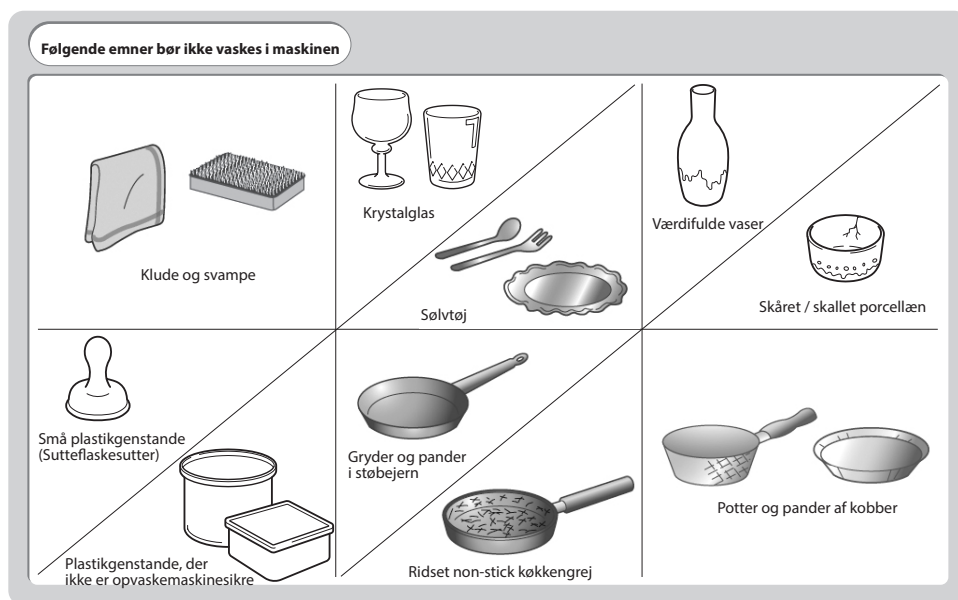 Følgende emner bør ikke vaskes i maskinen
Klude og svampe
Krystalglas
Sølvtøj
Værdifulde vaser
Skåret / skallet porcellæn
Små plastikgenstande
(Sutteflaskesutter)
Plastikgenstande, der
ikke er opvaskemaskinesikre
Gryder og pander
i støbejern
Ridset non-stick køkkengrej
Potter og pander af kobber